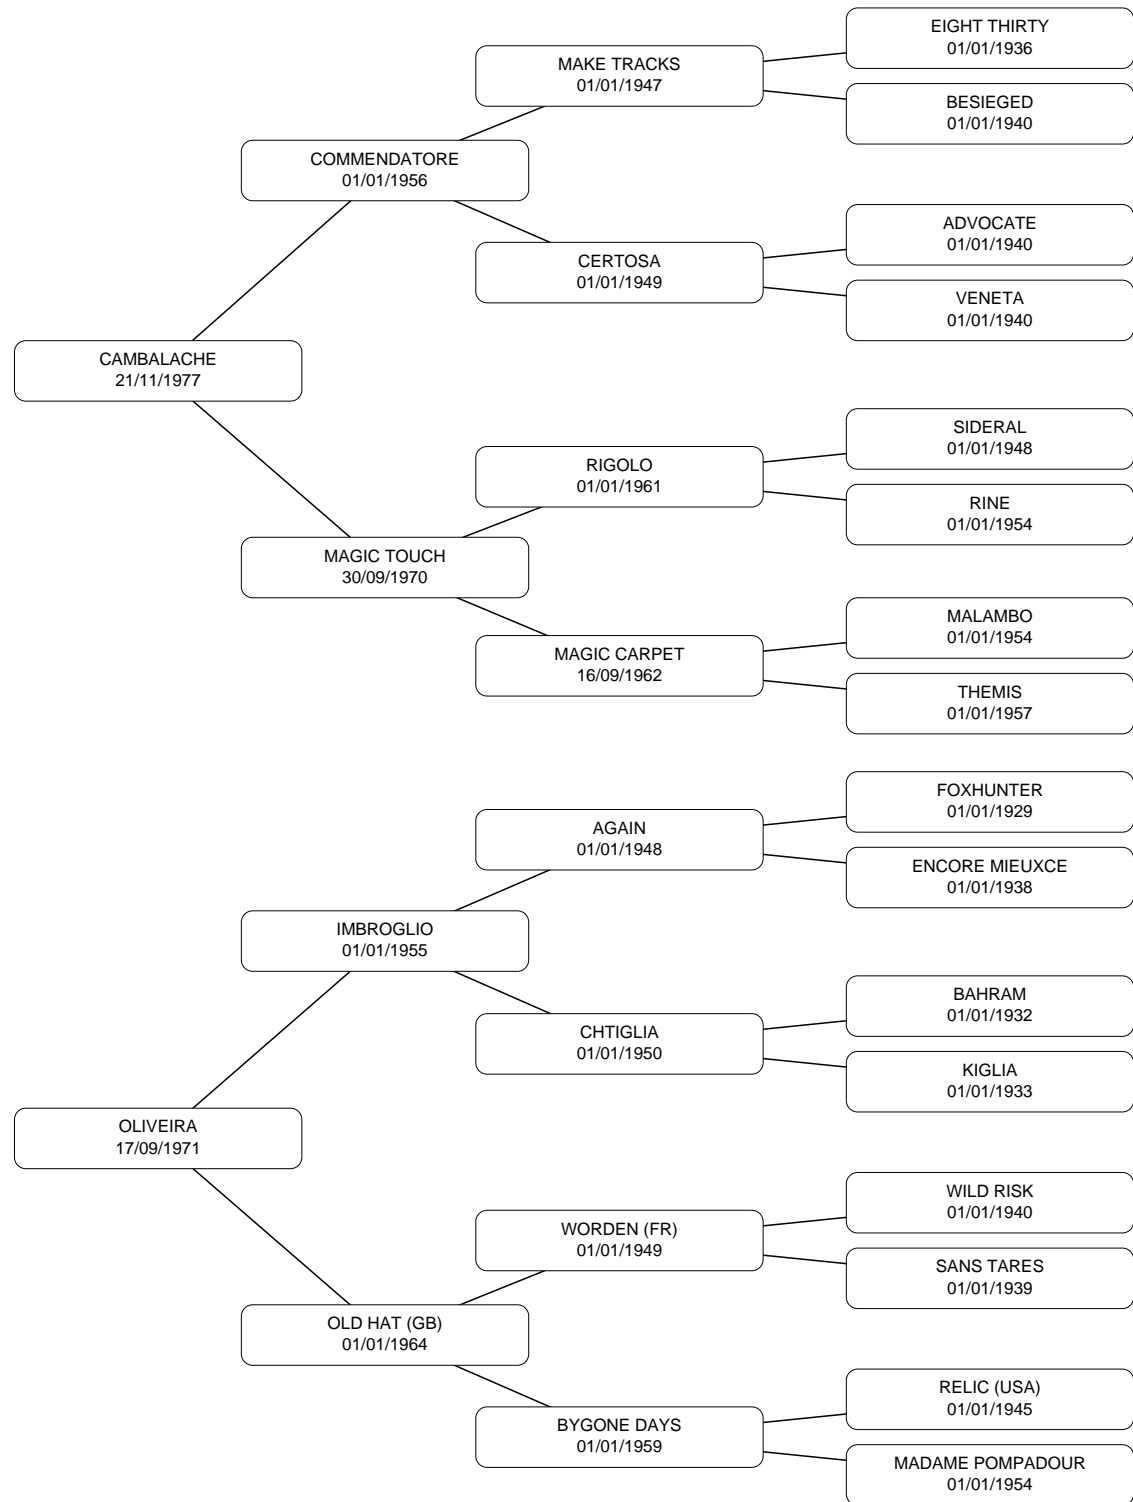 EIGHT THIRTY
01/01/1936
MAKE TRACKS
01/01/1947
BESIEGED
01/01/1940
COMMENDATORE
01/01/1956
ADVOCATE
01/01/1940
CERTOSA
01/01/1949
VENETA
01/01/1940
CAMBALACHE
21/11/1977
SIDERAL
01/01/1948
RIGOLO
01/01/1961
RINE
01/01/1954
MAGIC TOUCH
30/09/1970
MALAMBO
01/01/1954
MAGIC CARPET
16/09/1962
THEMIS
01/01/1957
FOXHUNTER
01/01/1929
AGAIN
01/01/1948
ENCORE MIEUXCE
01/01/1938
IMBROGLIO
01/01/1955
BAHRAM
01/01/1932
CHTIGLIA
01/01/1950
KIGLIA
01/01/1933
OLIVEIRA
17/09/1971
WILD RISK
01/01/1940
WORDEN (FR)
01/01/1949
SANS TARES
01/01/1939
OLD HAT (GB)
01/01/1964
RELIC (USA)
01/01/1945
BYGONE DAYS
01/01/1959
MADAME POMPADOUR
01/01/1954